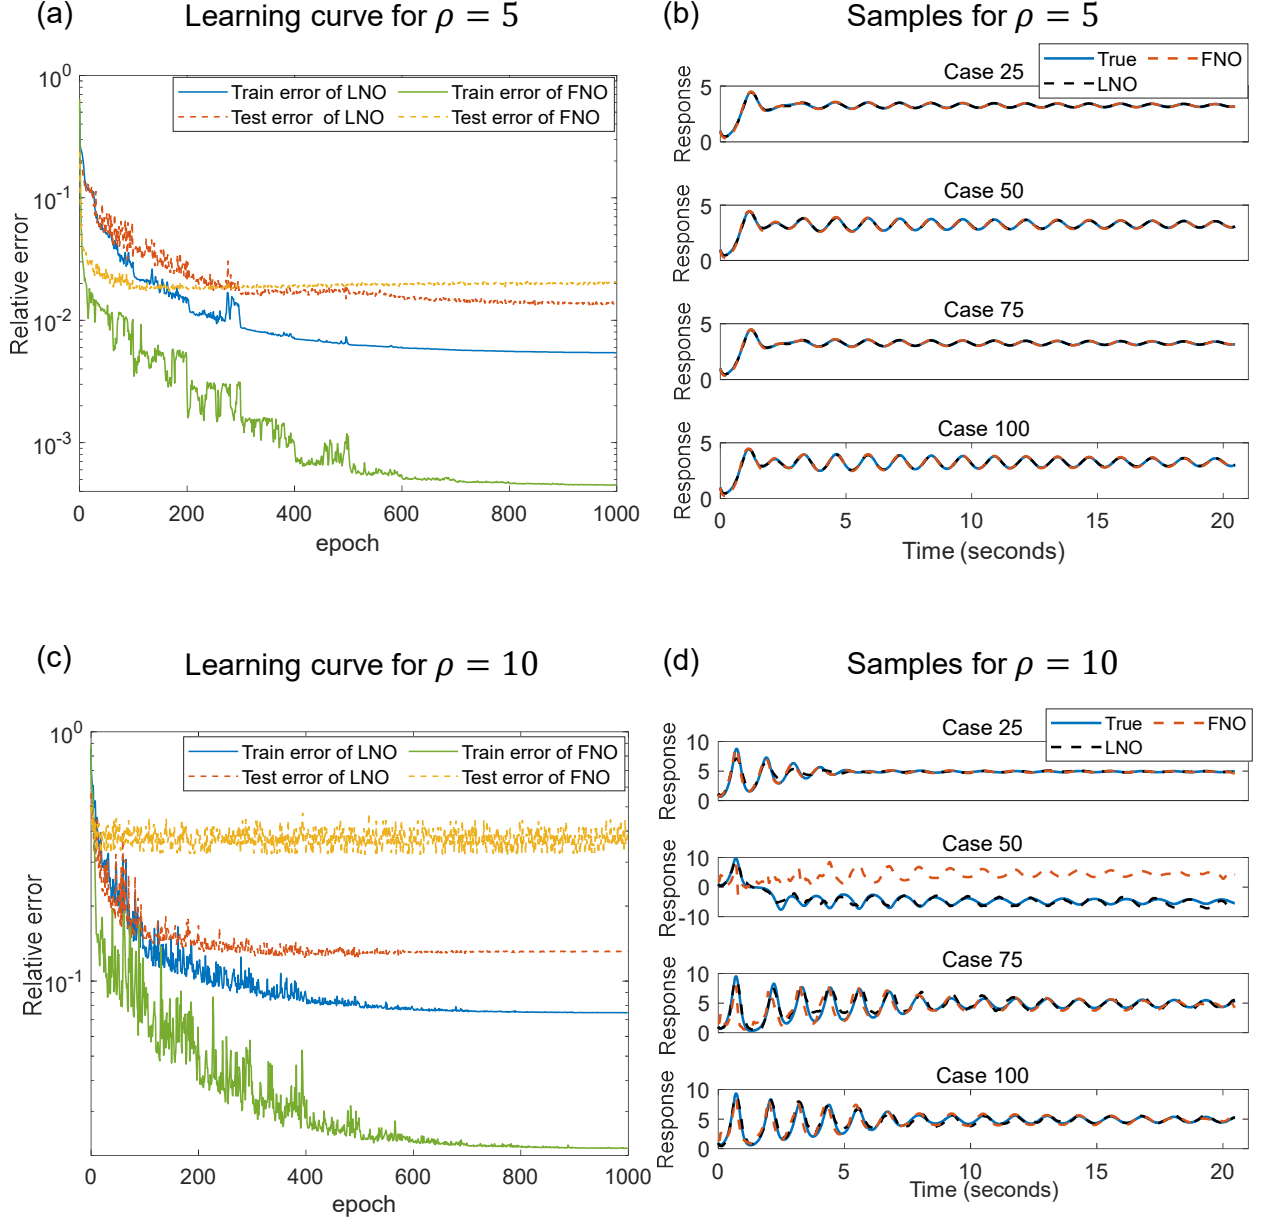 (a) Learning curve for ρ = 5
10⁰
10⁻¹
10⁻²
10⁻³
Relative error
Train error of LNO Train error of FNO
Test error of LNO Test error of FNO
0 200 400 600 800 1000
epoch
(b) Samples for ρ = 5
True FNO
LNO
Case 25
Response
5
0
Case 50
Response
5
0
Case 75
Response
5
0
Case 100
Response
5
0
0 5 10 15 20
Time (seconds)
(c) Learning curve for ρ = 10
10⁰
10⁻¹
Relative error
Train error of LNO Train error of FNO
Test error of LNO Test error of FNO
0 200 400 600 800 1000
epoch
(d) Samples for ρ = 10
True FNO
LNO
Case 25
Response
10
5
0
Case 50
Response
10
0
-10
Case 75
Response
10
5
0
Case 100
Response
10
5
0
0 5 10 15 20
Time (seconds)